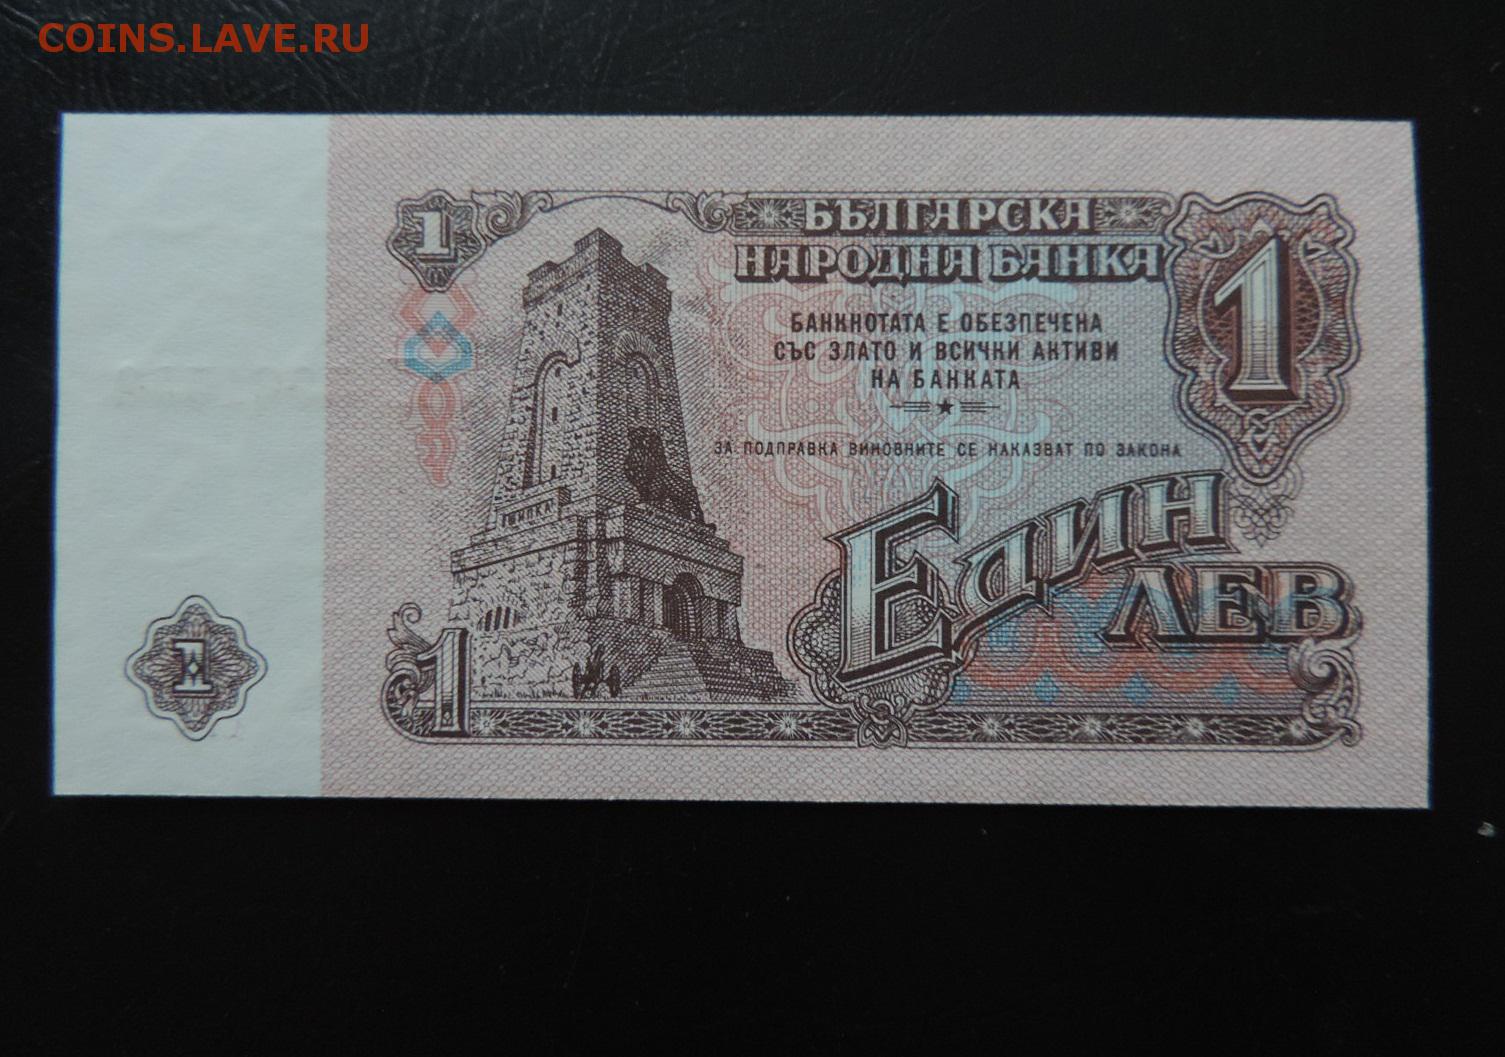 COINS.LAVE.RU
1
БЪЛГАРСКА
НАРОДНА БАНКА
1
БАНКНОТАТА Е ОБЕЗПЕЧЕНА
СЪС ЗЛАТО И ВСИЧКИ АКТИВИ
НА БАНКАТА
ЗА ПОДПРАВКА ВИНОВНИТЕ СЕ НАКАЗВАТ ПО ЗАКОНА
ШИПКА
ЕДИН
ЛЕВ
1
1